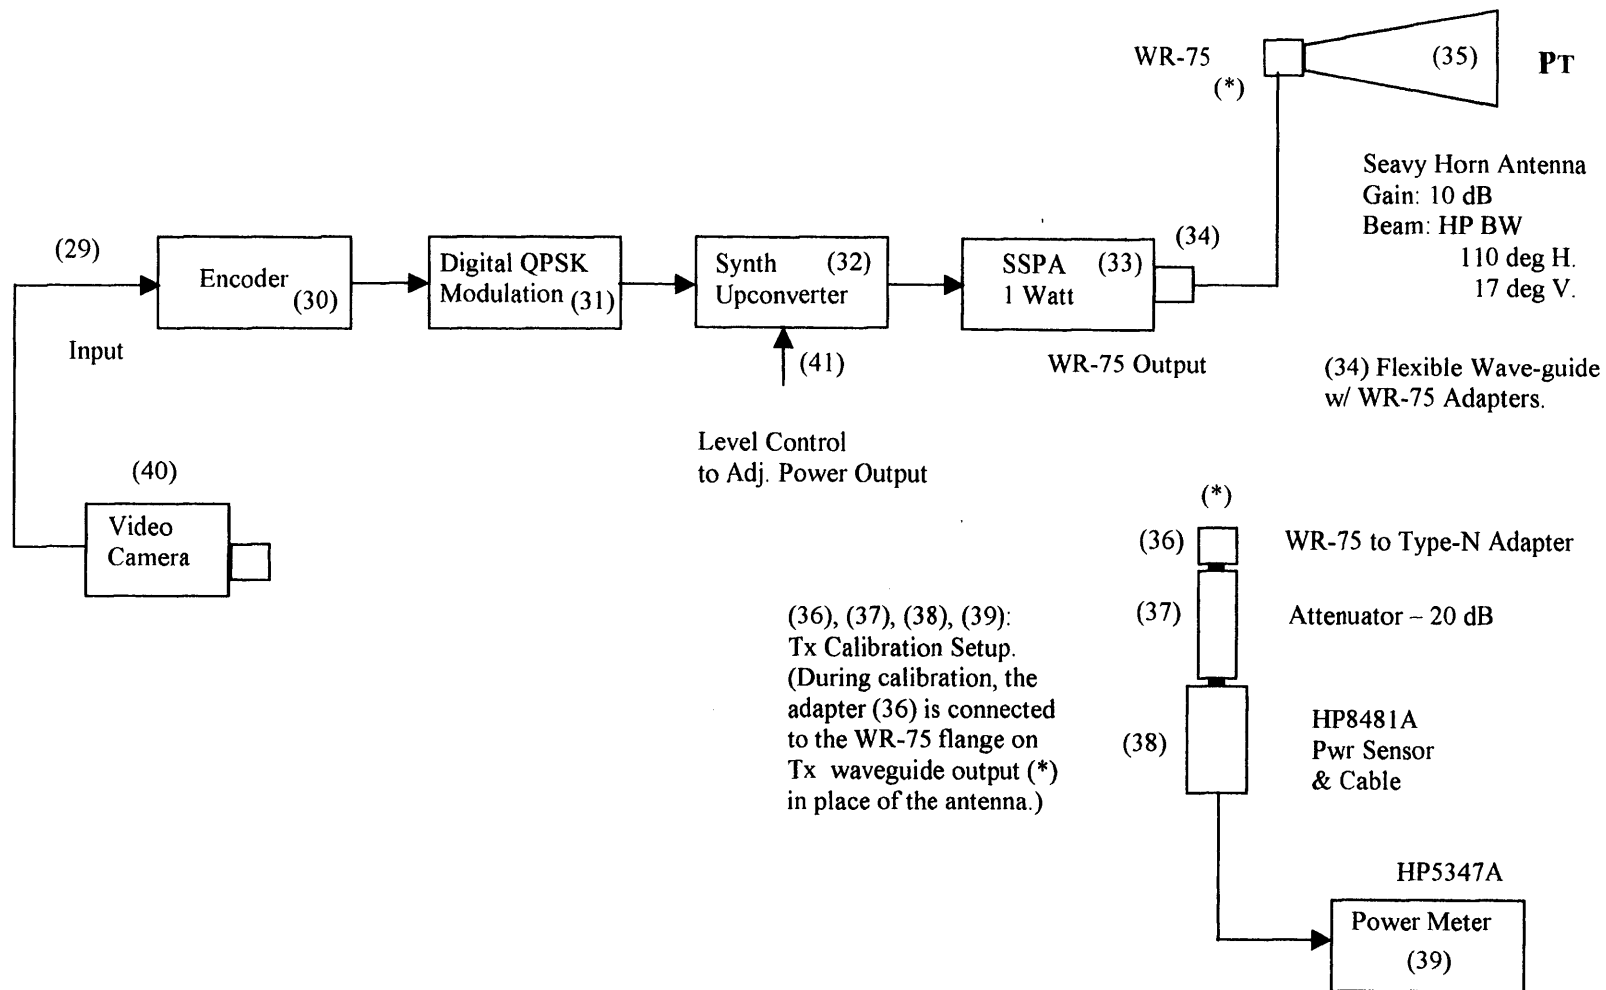 WR-75
(*)
(35)
PT
Seavy Horn Antenna
Gain: 10 dB
Beam: HP BW
110 deg H.
17 deg V.
(29)
Encoder
(30)
Digital QPSK
Modulation (31)
Synth (32)
Upconverter
SSPA (33)
1 Watt
(34)
Input
(41)
WR-75 Output
(34) Flexible Wave-guide
w/ WR-75 Adapters.
Level Control
to Adj. Power Output
(40)
Video
Camera
(*)
(36)
WR-75 to Type-N Adapter
(37)
Attenuator – 20 dB
(36), (37), (38), (39):
Tx Calibration Setup.
(During calibration, the
adapter (36) is connected
to the WR-75 flange on
Tx waveguide output (*)
in place of the antenna.)
(38)
HP8481A
Pwr Sensor
& Cable
HP5347A
Power Meter
(39)